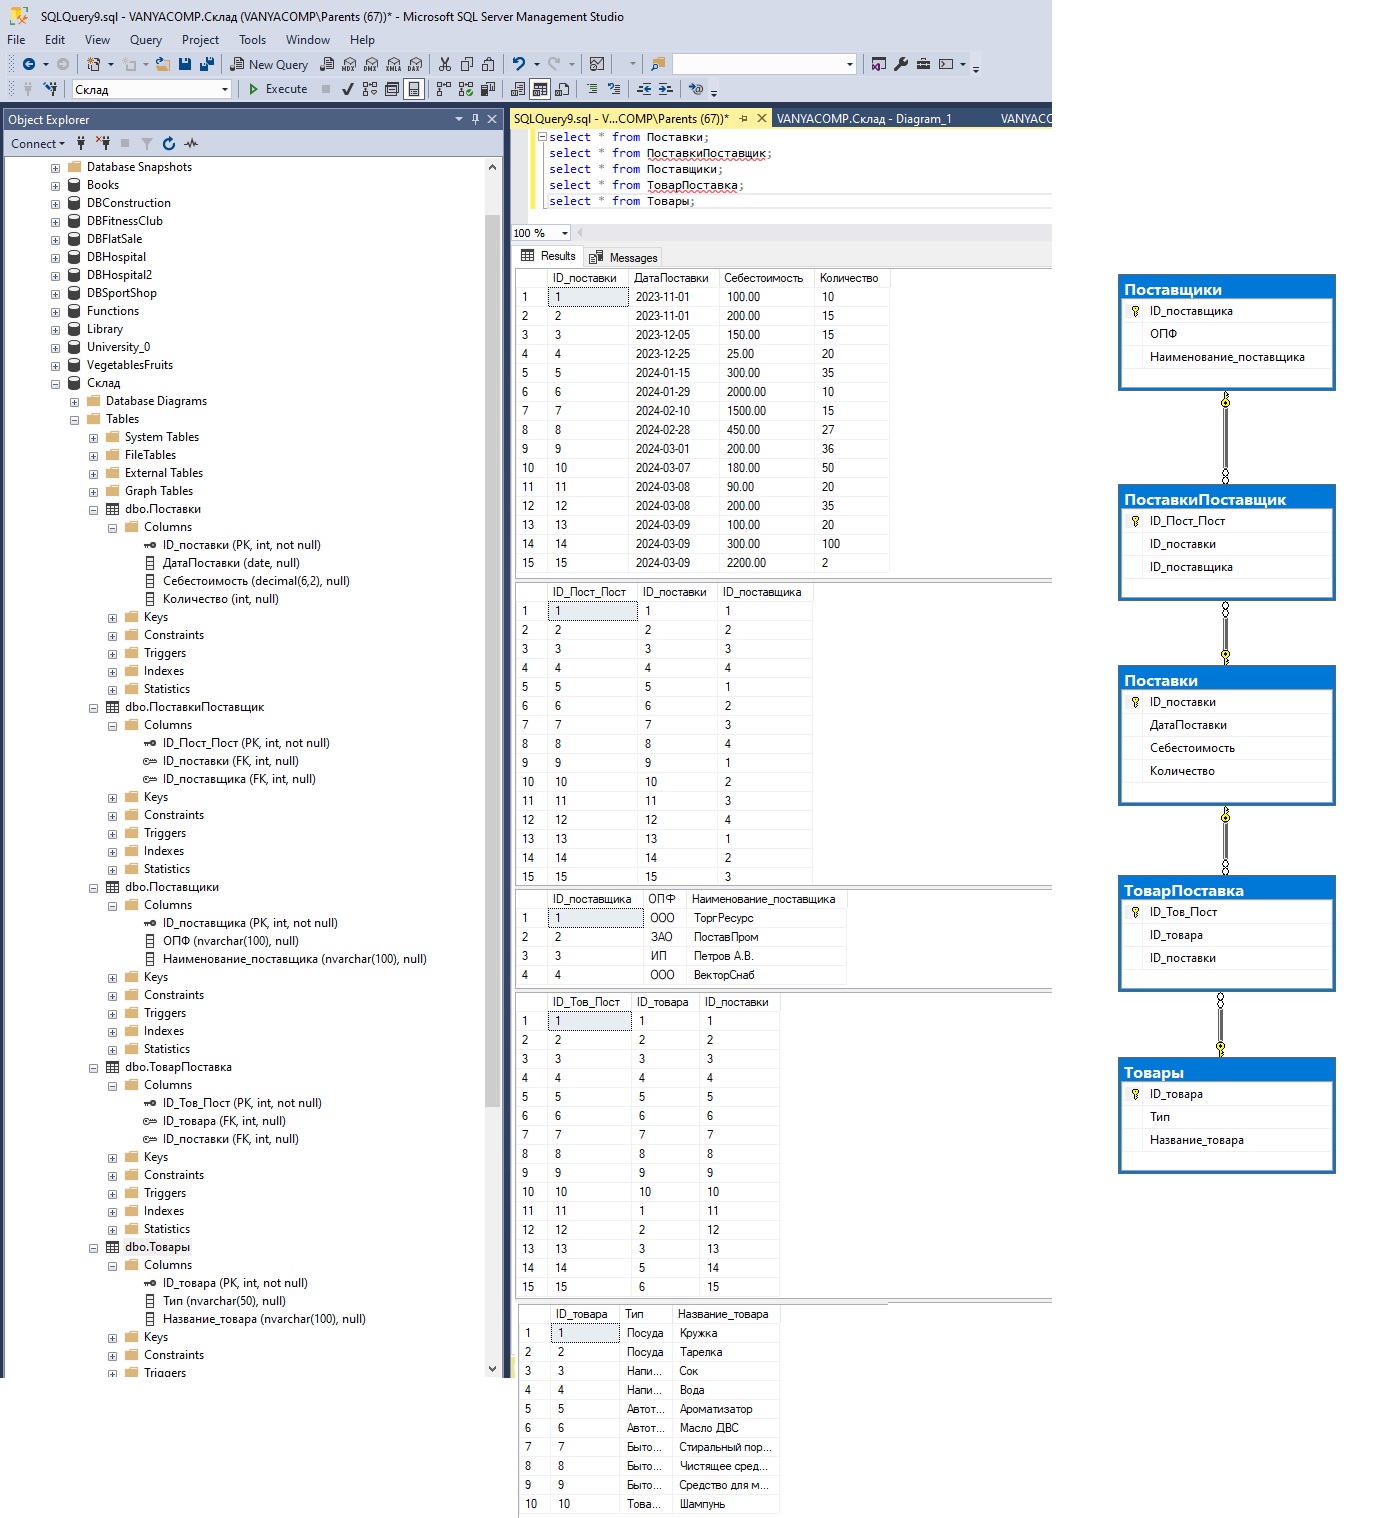 SQLQuery9.sql - VANYACOMP.Склад (VANYACOMP\Parents (67))* - Microsoft SQL Server Management Studio
File Edit View Query Project Tools Window Help
New Query
MDX DMX XMLA DAX
Склад Execute
Object Explorer
Connect
Database Snapshots
Books
DBConstruction
DBFitnessClub
DBFlatSale
DBHospital
DBHospital2
DBSportShop
Functions
Library
University_0
VegetablesFruits
Склад
Database Diagrams
Tables
System Tables
FileTables
External Tables
Graph Tables
dbo.Поставки
Columns
ID_поставки (PK, int, not null)
ДатаПоставки (date, null)
Себестоимость (decimal(6,2), null)
Количество (int, null)
Keys
Constraints
Triggers
Indexes
Statistics
dbo.ПоставкиПоставщик
Columns
ID_Пост_Пост (PK, int, not null)
ID_поставки (FK, int, null)
ID_поставщика (FK, int, null)
Keys
Constraints
Triggers
Indexes
Statistics
dbo.Поставщики
Columns
ID_поставщика (PK, int, not null)
ОПФ (nvarchar(100), null)
Наименование_поставщика (nvarchar(100), null)
Keys
Constraints
Triggers
Indexes
Statistics
dbo.ТоварПоставка
Columns
ID_Тов_Пост (PK, int, not null)
ID_товара (FK, int, null)
ID_поставки (FK, int, null)
Keys
Constraints
Triggers
Indexes
Statistics
dbo.Товары
Columns
ID_товара (PK, int, not null)
Тип (nvarchar(50), null)
Название_товара (nvarchar(100), null)
Keys
Constraints
Triggers
SQLQuery9.sql - V...COMP\Parents (67))* VANYACOMP.Склад - Diagram_1 VANYACC
select * from Поставки;
select * from ПоставкиПоставщик;
select * from Поставщики;
select * from ТоварПоставка;
select * from Товары;
100 %
Results Messages
ID_поставки ДатаПоставки Себестоимость Количество
1 1 2023-11-01 100.00 10
2 2 2023-11-01 200.00 15
3 3 2023-12-05 150.00 15
4 4 2023-12-25 25.00 20
5 5 2024-01-15 300.00 35
6 6 2024-01-29 2000.00 10
7 7 2024-02-10 1500.00 15
8 8 2024-02-28 450.00 27
9 9 2024-03-01 200.00 36
10 10 2024-03-07 180.00 50
11 11 2024-03-08 90.00 20
12 12 2024-03-08 200.00 35
13 13 2024-03-09 100.00 20
14 14 2024-03-09 300.00 100
15 15 2024-03-09 2200.00 2
ID_Пост_Пост ID_поставки ID_поставщика
1 1 1 1
2 2 2 2
3 3 3 3
4 4 4 4
5 5 5 1
6 6 6 2
7 7 7 3
8 8 8 4
9 9 9 1
10 10 10 2
11 11 11 3
12 12 12 4
13 13 13 1
14 14 14 2
15 15 15 3
ID_поставщика ОПФ Наименование_поставщика
1 1 ООО ТоргРесурс
2 2 ЗАО ПоставПром
3 3 ИП Петров А.В.
4 4 ООО ВекторСнаб
ID_Тов_Пост ID_товара ID_поставки
1 1 1 1
2 2 2 2
3 3 3 3
4 4 4 4
5 5 5 5
6 6 6 6
7 7 7 7
8 8 8 8
9 9 9 9
10 10 10 10
11 11 1 11
12 12 2 12
13 13 3 13
14 14 5 14
15 15 6 15
ID_товара Тип Название_товара
1 1 Посуда Кружка
2 2 Посуда Тарелка
3 3 Напи... Сок
4 4 Напи... Вода
5 5 Автот... Ароматизатор
6 6 Автот... Масло ДВС
7 7 Быто... Стиральный пор...
8 8 Быто... Чистящее сред...
9 9 Быто... Средство для м...
10 10 Това... Шампунь
Поставщики
ID_поставщика
ОПФ
Наименование_поставщика
ПоставкиПоставщик
ID_Пост_Пост
ID_поставки
ID_поставщика
Поставки
ID_поставки
ДатаПоставки
Себестоимость
Количество
ТоварПоставка
ID_Тов_Пост
ID_товара
ID_поставки
Товары
ID_товара
Тип
Название_товара